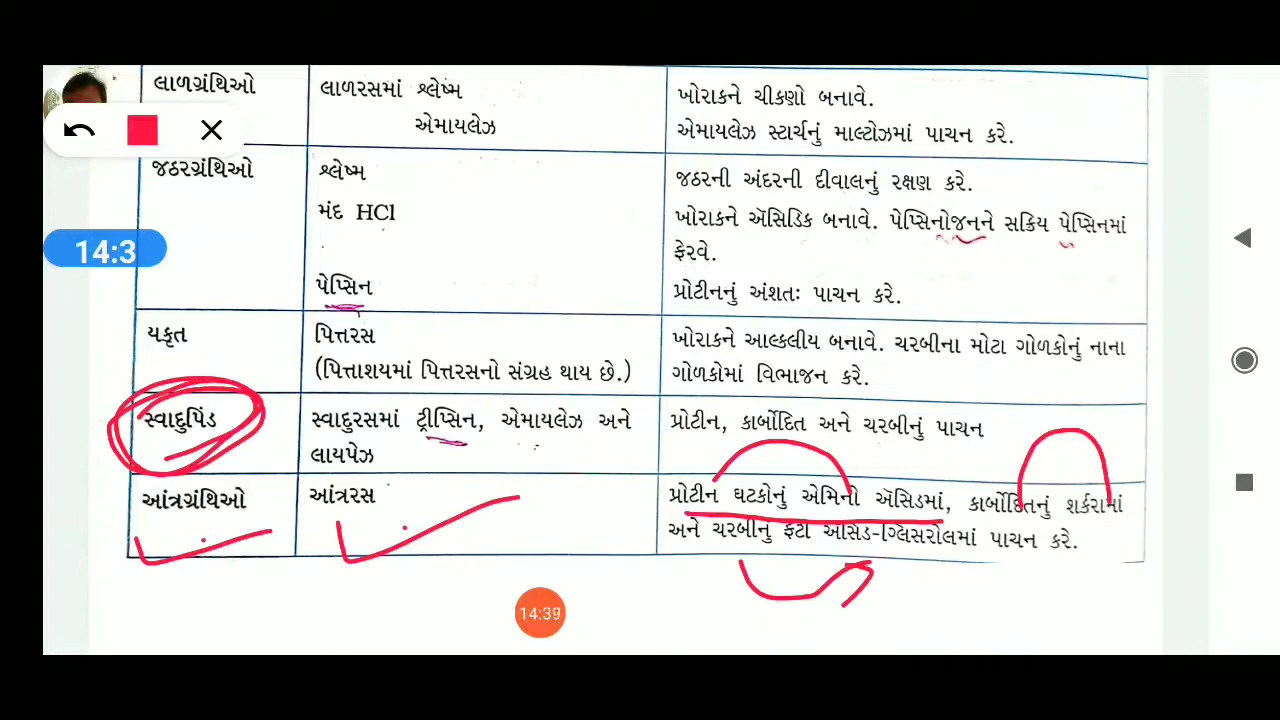 લાળગ્રંથિઓ
લાળરસમાં શ્લેષ્મ
એમાયલેઝ
ખોરાકને ચીકણો બનાવે.
એમાયલેઝ સ્ટાર્ચનું માલ્ટોઝમાં પાચન કરે.
જઠરગ્રંથિઓ
શ્લેષ્મ
મંદ HCl
પેપ્સિન
જઠરની અંદરની દીવાલનું રક્ષણ કરે.
ખોરાકને ઍસિડિક બનાવે. પેપ્સિનોજનને સક્રિય પેપ્સિનમાં
ફેરવે.
પ્રોટીનનું અંશતઃ પાચન કરે.
14:3
યકૃત
પિત્તરસ
(પિત્તાશયમાં પિત્તરસનો સંગ્રહ થાય છે.)
ખોરાકને આલ્કલીય બનાવે. ચરબીના મોટા ગોળકોનું નાના
ગોળકોમાં વિભાજન કરે.
સ્વાદુપિંડ
સ્વાદુરસમાં ટ્રીપ્સિન, એમાયલેઝ અને
લાયપેઝ
પ્રોટીન, કાર્બોદિત અને ચરબીનું પાચન
આંત્રગ્રંથિઓ
આંત્રરસ
પ્રોટીન ઘટકોનું એમિનો ઍસિડમાં, કાર્બોદિતનું શર્કરામાં
અને ચરબીનું ફૅટી ઍસિડ-ગ્લિસરોલમાં પાચન કરે.
14:39